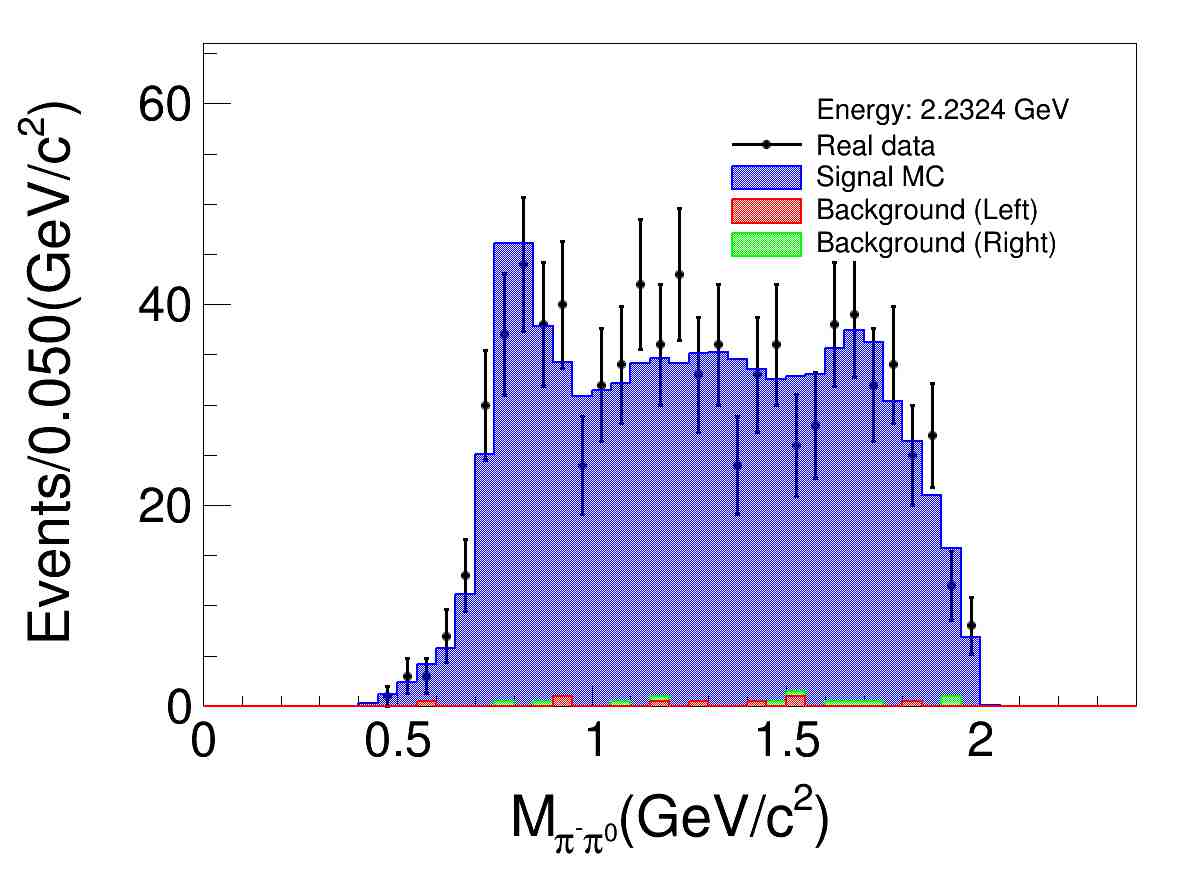 Events/0.050(GeV/c²)
60
40
20
0
Energy: 2.2324 GeV
Real data
Signal MC
Background (Left)
Background (Right)
0 0.5 1 1.5 2
Mπ⁻π⁰(GeV/c²)